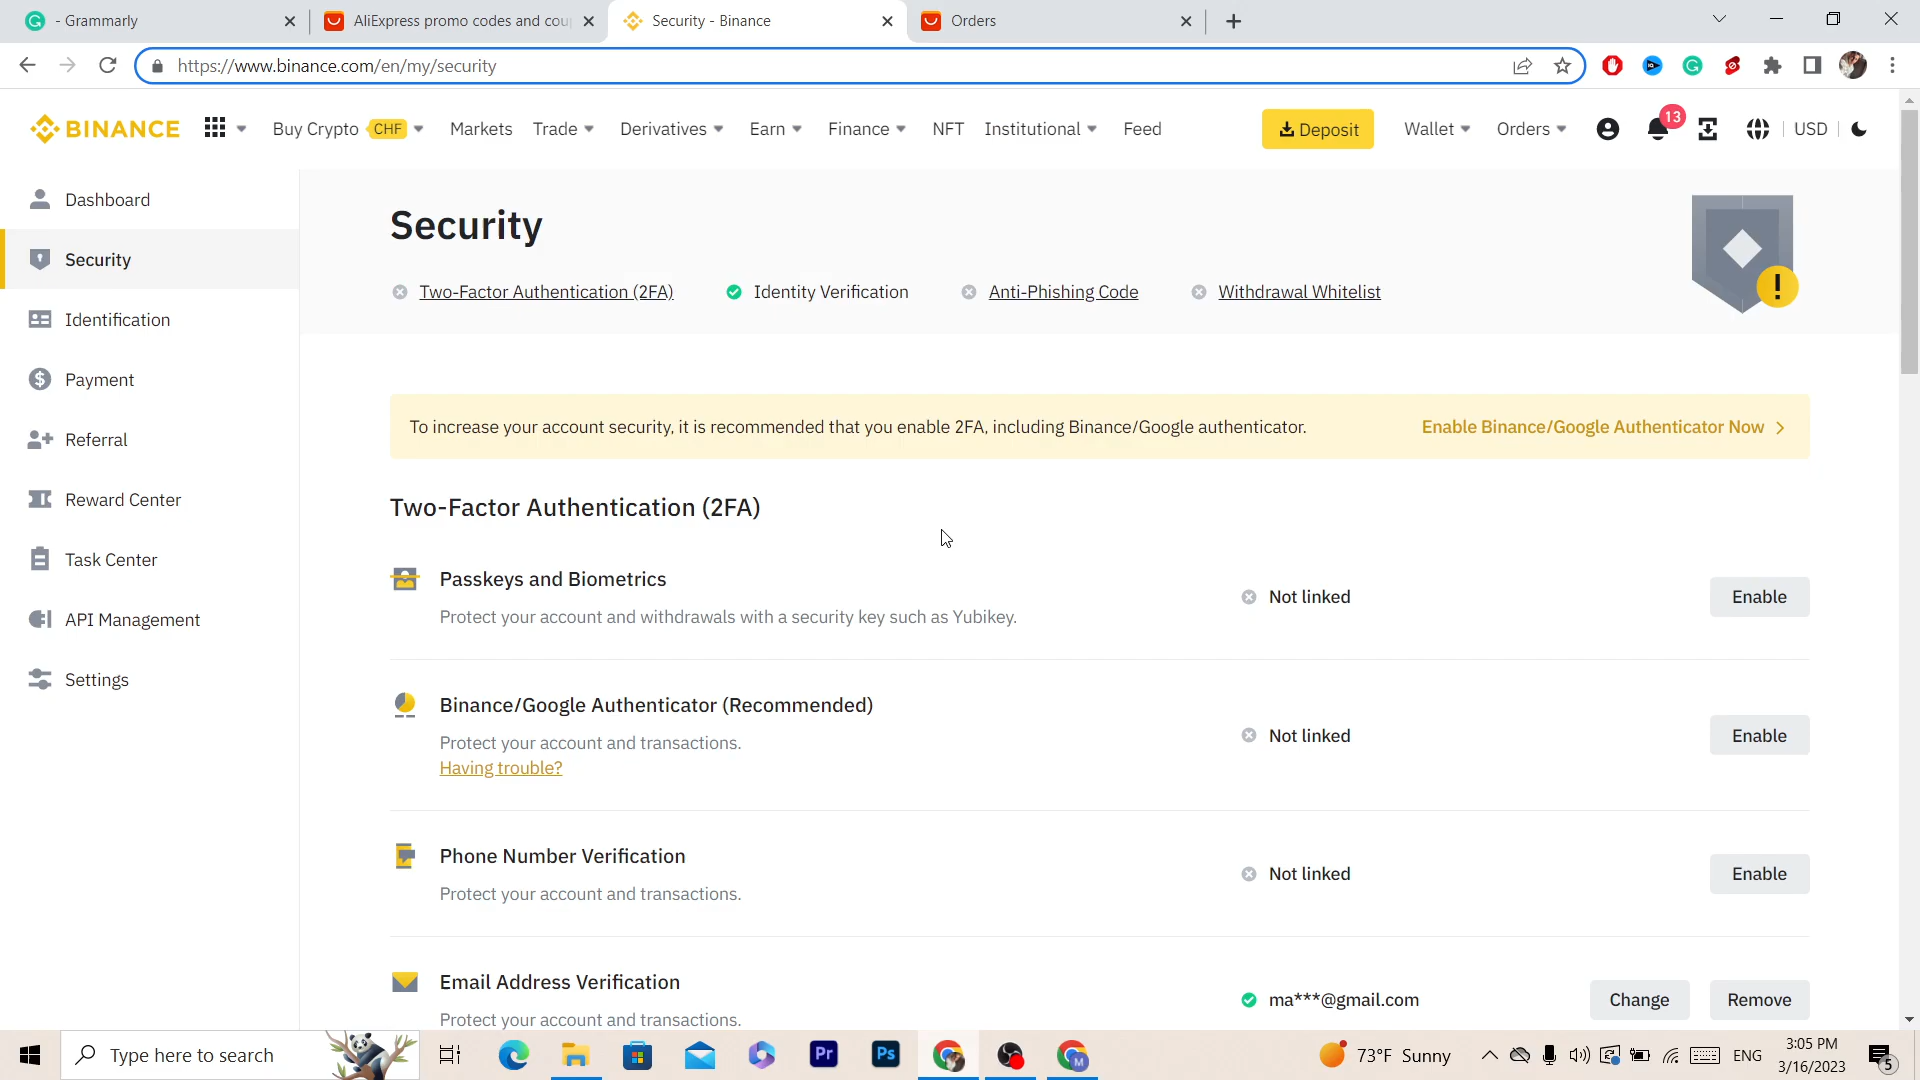 - Grammarly
AliExpress promo codes and cou
Security - Binance
Orders
https://www.binance.com/en/my/security
BINANCE
Buy Crypto CHF
Markets
Trade
Derivatives
Earn
Finance
NFT
Institutional
Feed
Deposit
Wallet
Orders
13
USD
Dashboard
Security
Identification
Payment
Referral
Reward Center
Task Center
API Management
Settings
Security
Two-Factor Authentication (2FA)
Identity Verification
Anti-Phishing Code
Withdrawal Whitelist
To increase your account security, it is recommended that you enable 2FA, including Binance/Google authenticator.
Enable Binance/Google Authenticator Now
Two-Factor Authentication (2FA)
Passkeys and Biometrics
Protect your account and withdrawals with a security key such as Yubikey.
Not linked
Enable
Binance/Google Authenticator (Recommended)
Protect your account and transactions.
Having trouble?
Not linked
Enable
Phone Number Verification
Protect your account and transactions.
Not linked
Enable
Email Address Verification
Protect your account and transactions.
ma***@gmail.com
Change
Remove
Type here to search
Pr
Ps
M
73°F Sunny
ENG
3:05 PM
3/16/2023
5